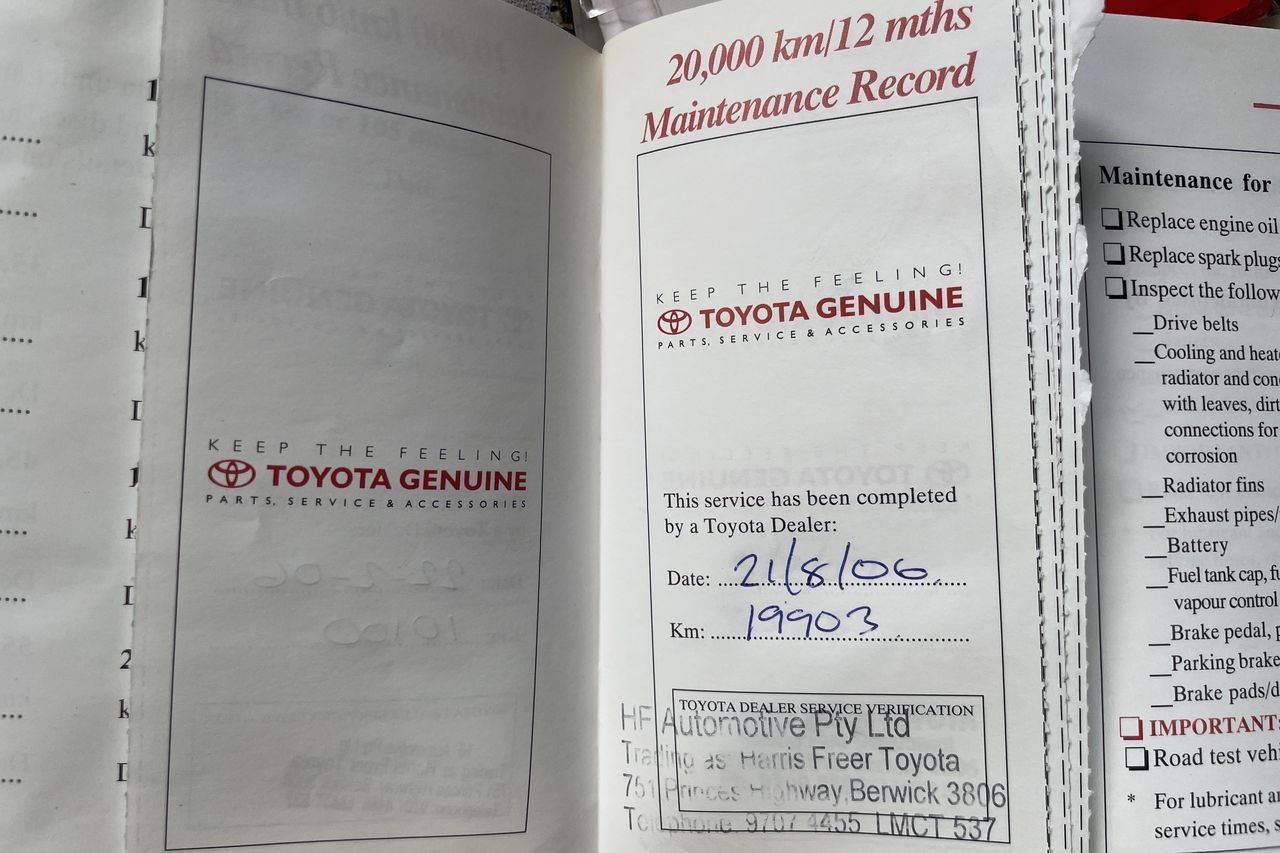 KEEP THE FEELING!
TOYOTA GENUINE
PARTS, SERVICE & ACCESSORIES
20,000 km/12 mths
Maintenance Record
KEEP THE FEELING!
TOYOTA GENUINE
PARTS, SERVICE & ACCESSORIES
This service has been completed
by a Toyota Dealer:
Date: 21/8/06
Km: 19903
TOYOTA DEALER SERVICE VERIFICATION
HF Automotive Pty Ltd
Trading as Harris Freer Toyota
751 Princes Highway, Berwick 3806
Telephone 9707 4455 LMCT 537
Maintenance for
Replace engine oil
Replace spark plugs
Inspect the follow
Drive belts
Cooling and heat
radiator and con
with leaves, dirt
connections for
corrosion
Radiator fins
Exhaust pipes/
Battery
Fuel tank cap, fu
vapour control
Brake pedal, p
Parking brake
Brake pads/d
IMPORTANT:
Road test vehi
* For lubricant a
service times, s